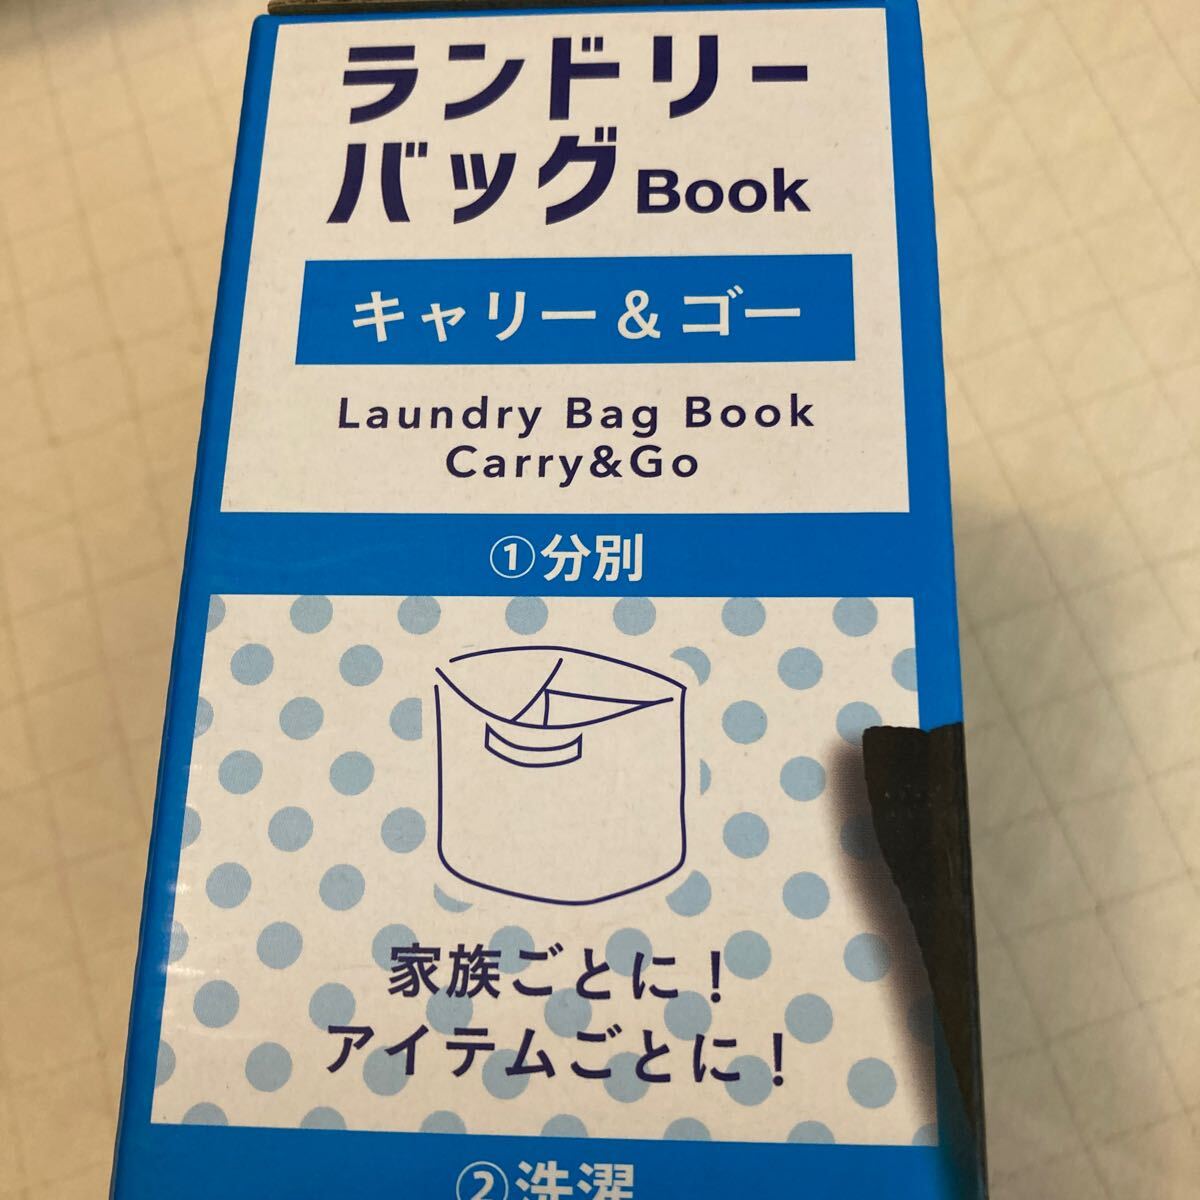 ランドリー
バッグBook
キャリー＆ゴー
Laundry Bag Book
Carry&Go
①分別
家族ごとに！
アイテムごとに！
②洗濯